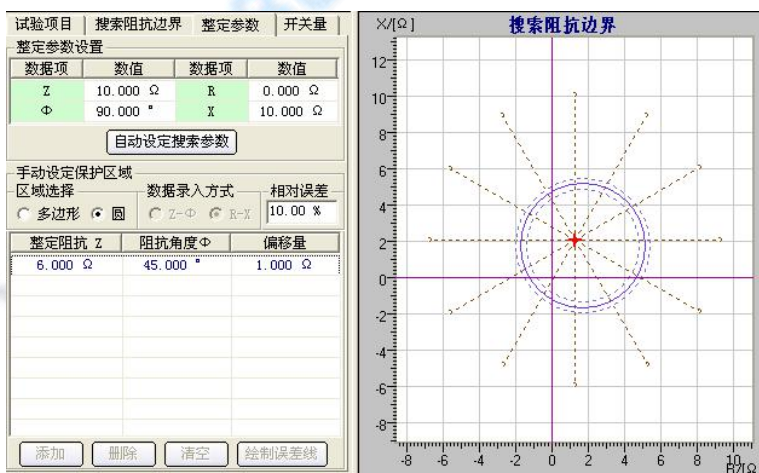 试验项目 搜索阻抗边界 整定参数 开关量
整定参数设置
数据项 数值 数据项 数值
Z 10.000 Ω R 0.000 Ω
Φ 90.000 ° X 10.000 Ω
自动设定搜索参数
手动设定保护区域
区域选择 数据录入方式 相对误差
多边形 圆 Z-Φ R-X 10.00 %
整定阻抗 Z 阻抗角度Φ 偏移量
6.000 Ω 45.000 ° 1.000 Ω
添加 删除 清空 绘制误差线
X/[Ω] 搜索阻抗边界
12
10
8
6
4
2
0
-2
-4
-6
-8
-8 -6 -4 -2 0 2 4 6 8 10
R/[Ω